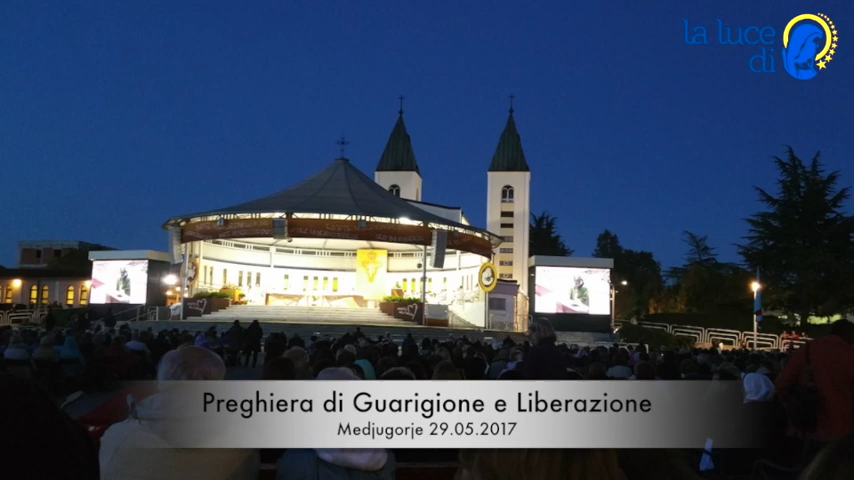 la luce
di
Preghiera di Guarigione e Liberazione
Medjugorje 29.05.2017